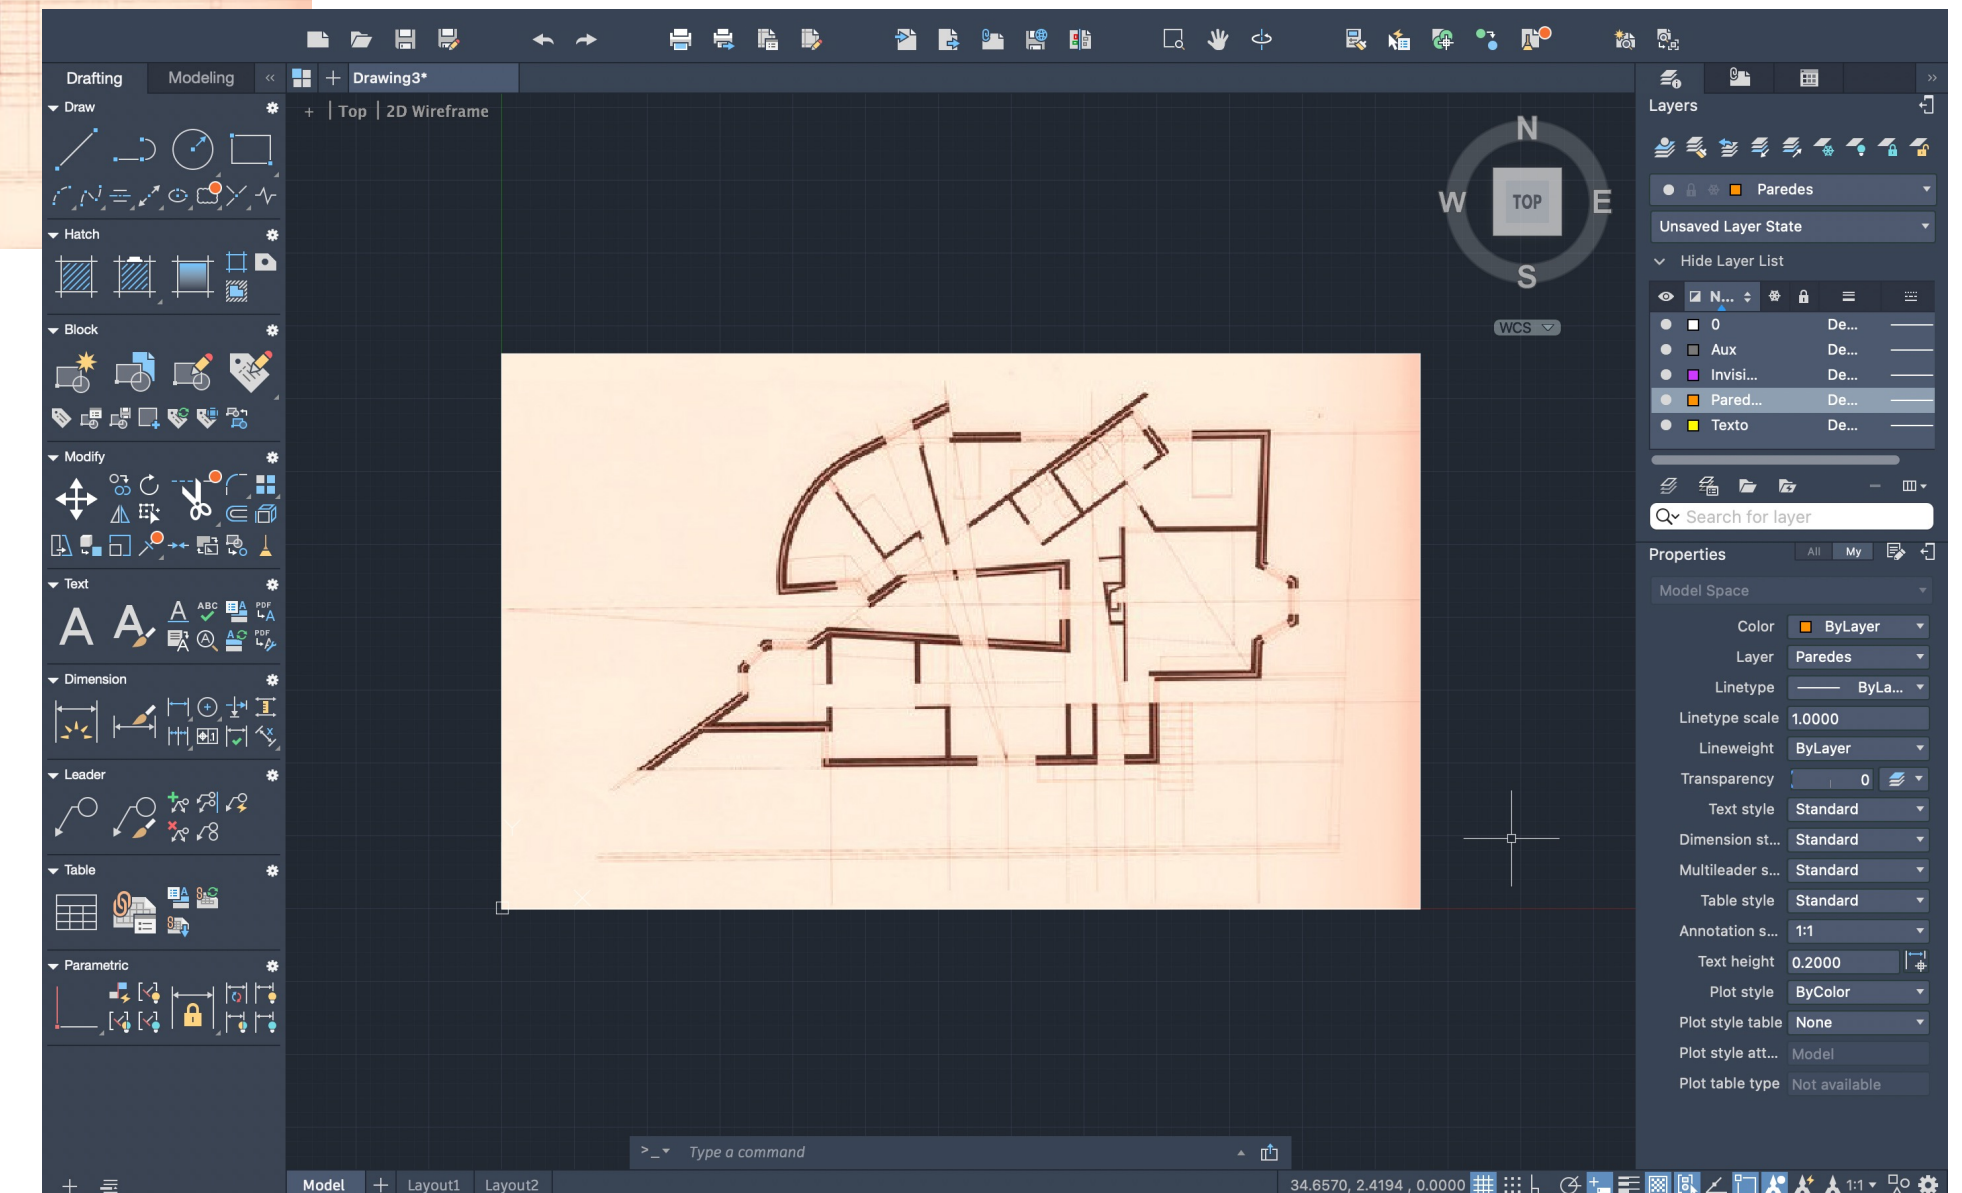 Drafting Modeling
Drawing3*
+ | Top | 2D Wireframe
Draw
Hatch
Block
Modify
Text
A A A ABC A PDF
A
A A PDF
Dimension
Leader
Table
Parametric
N
W TOP E
S
WCS
Layers
Paredes
Unsaved Layer State
Hide Layer List
N...
0 De...
Aux De...
Invisi... De...
Pared... De...
Texto De...
Search for layer
Properties All My
Model Space
Color ByLayer
Layer Paredes
Linetype ByLa...
Linetype scale 1.0000
Lineweight ByLayer
Transparency 0
Text style Standard
Dimension st... Standard
Multileader s... Standard
Table style Standard
Annotation s... 1:1
Text height 0.2000
Plot style ByColor
Plot style table None
Plot style att... Model
Plot table type Not available
>_ Type a command
Model + Layout1 Layout2
34.6570, 2.4194 , 0.0000
1:1